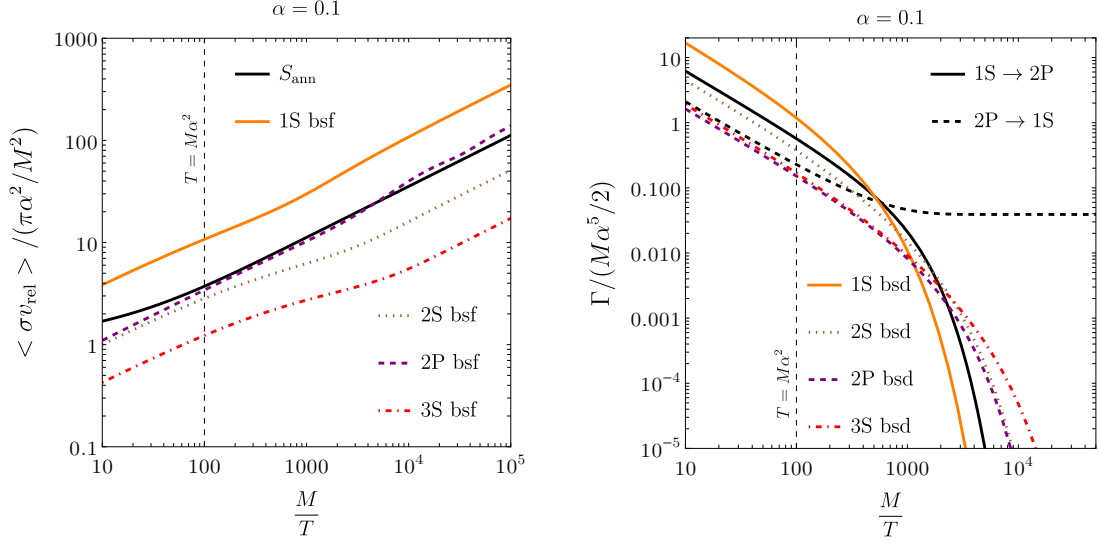 α = 0.1
< σv_rel > /(πα²/M²)
1000
100
10
1
0.1
S_ann
1S bsf
T = Mα²
2S bsf
2P bsf
3S bsf
10
100
1000
10⁴
10⁵
M
T
α = 0.1
Γ/(Mα⁵/2)
10
1
0.100
0.010
0.001
10⁻⁴
10⁻⁵
1S → 2P
2P → 1S
1S bsd
2S bsd
2P bsd
3S bsd
T = Mα²
10
100
1000
10⁴
M
T